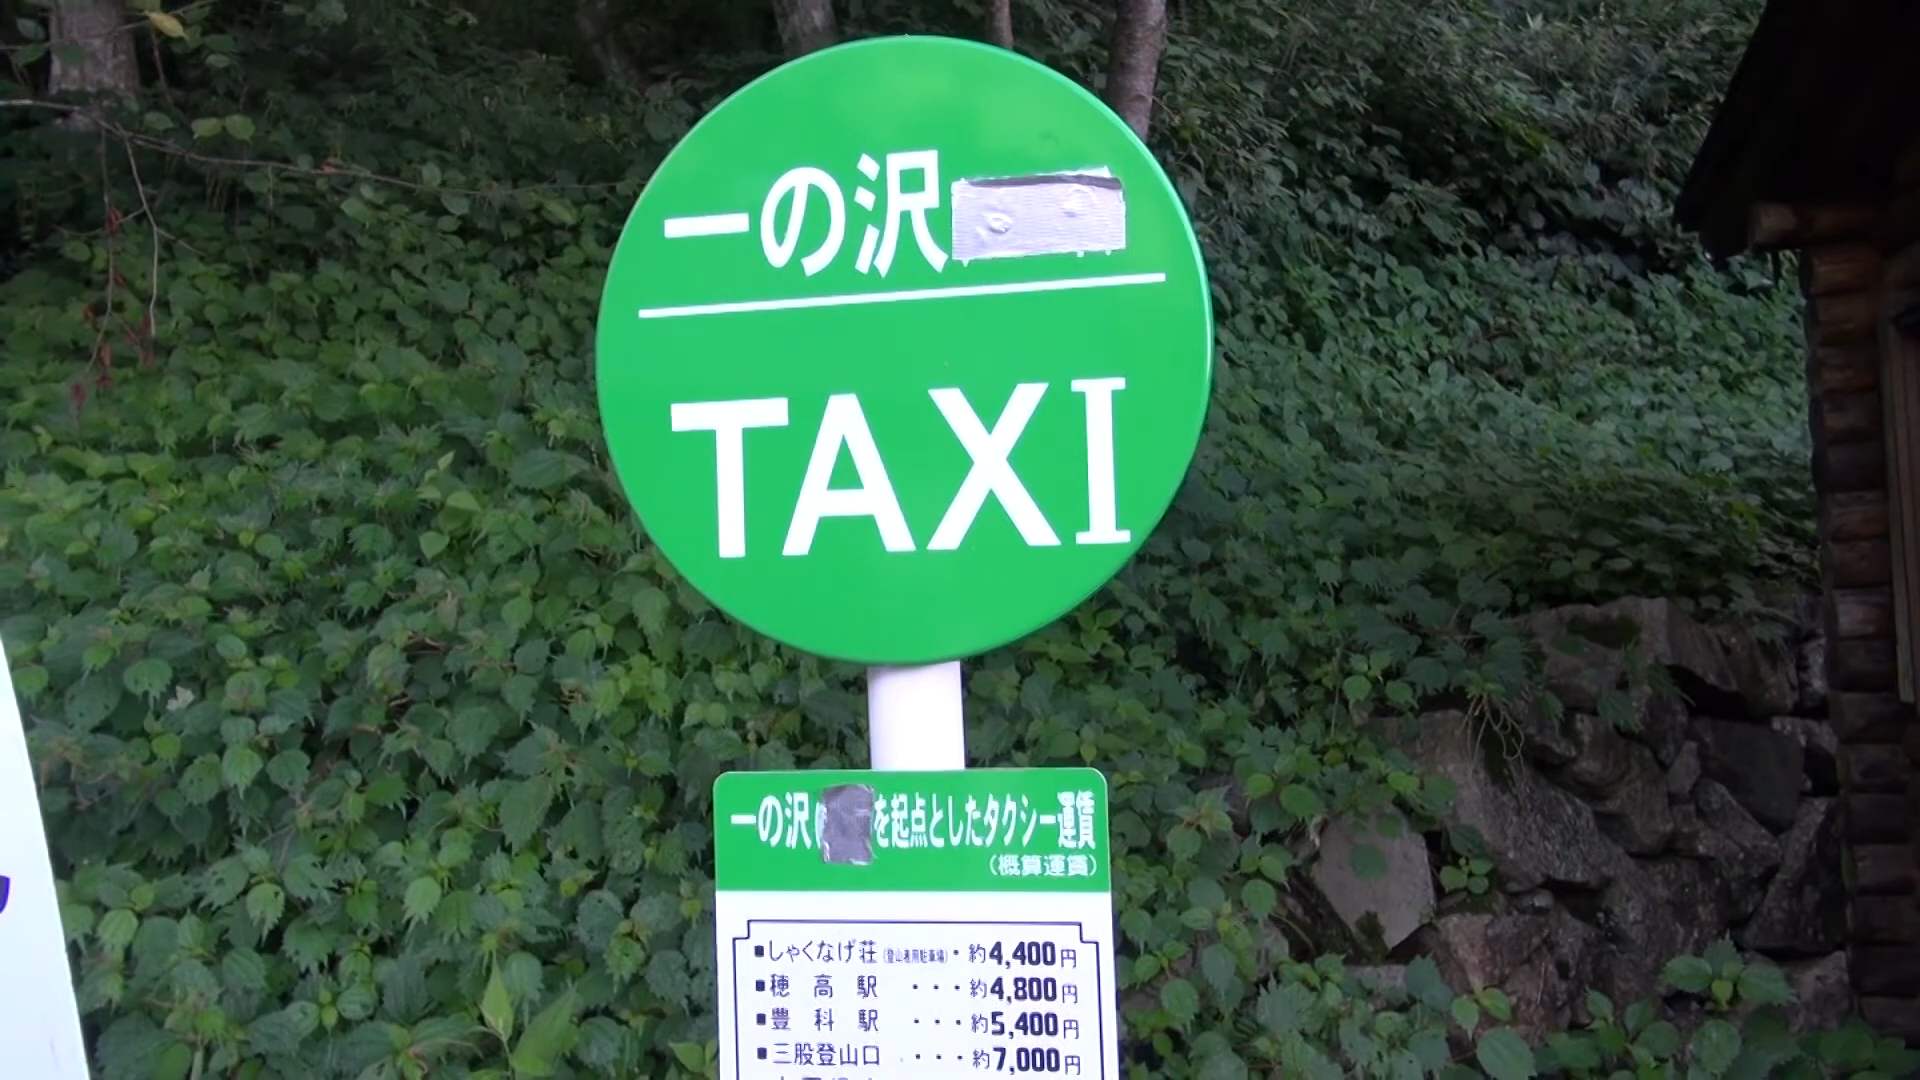 一の沢
TAXI
一の沢 を起点としたタクシー運賃
(概算運賃)
■しゃくなげ荘(登山者用駐車場)・約4,400円
■穂高駅・・・約4,800円
■豊科駅・・・約5,400円
■三股登山口・・・・約7,000円